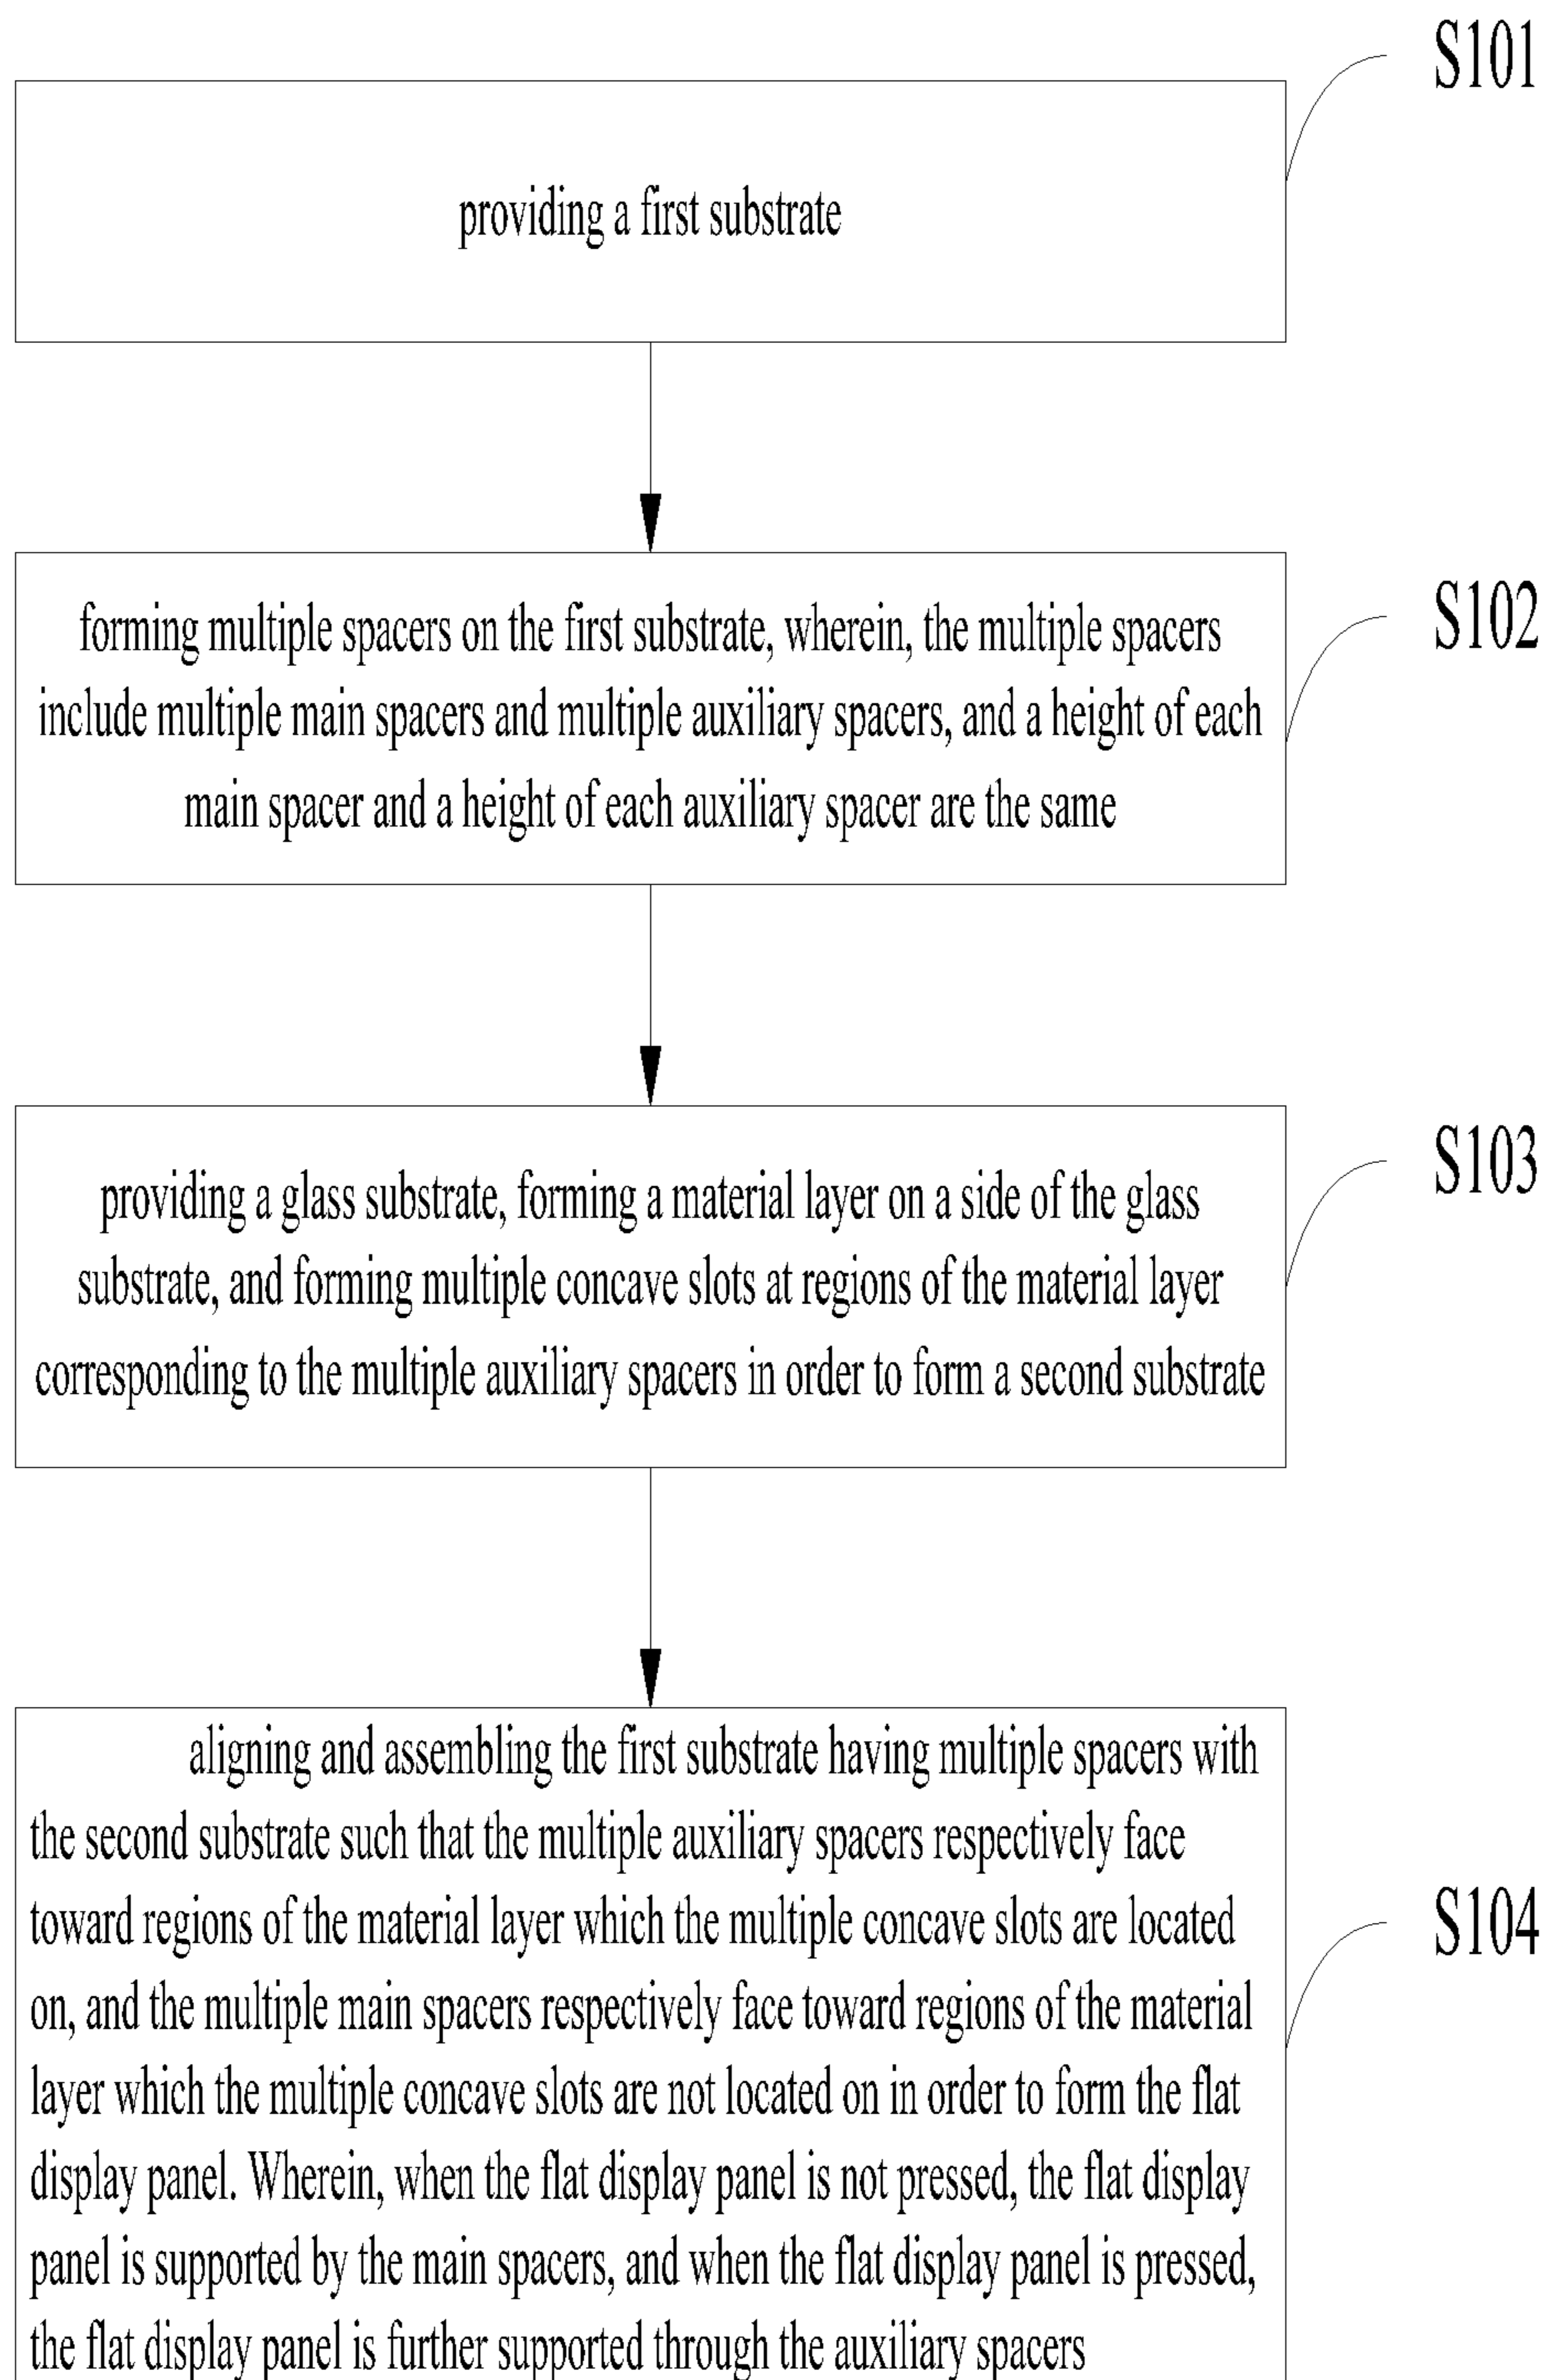 S101
providing a first substrate
S102
forming multiple spacers on the first substrate, wherein, the multiple spacers
include multiple main spacers and multiple auxiliary spacers, and a height of each
main spacer and a height of each auxiliary spacer are the same
S103
providing a glass substrate, forming a material layer on a side of the glass
substrate, and forming multiple concave slots at regions of the material layer
corresponding to the multiple auxiliary spacers in order to form a second substrate
S104
aligning and assembling the first substrate having multiple spacers with
the second substrate such that the multiple auxiliary spacers respectively face
toward regions of the material layer which the multiple concave slots are located
on, and the multiple main spacers respectively face toward regions of the material
layer which the multiple concave slots are not located on in order to form the flat
display panel. Wherein, when the flat display panel is not pressed, the flat display
panel is supported by the main spacers, and when the flat display panel is pressed,
the flat display panel is further supported through the auxiliary spacers